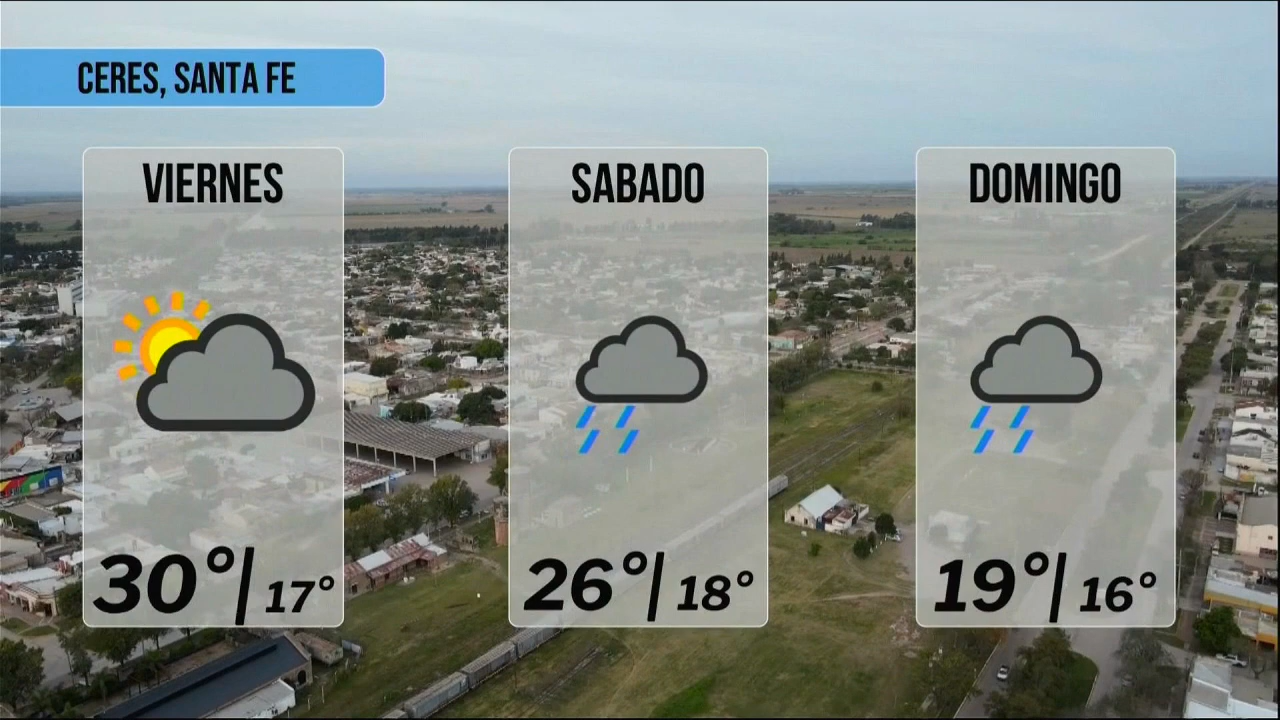 CERES, SANTA FE
VIERNES
30°| 17°
SABADO
26°| 18°
DOMINGO
19°| 16°